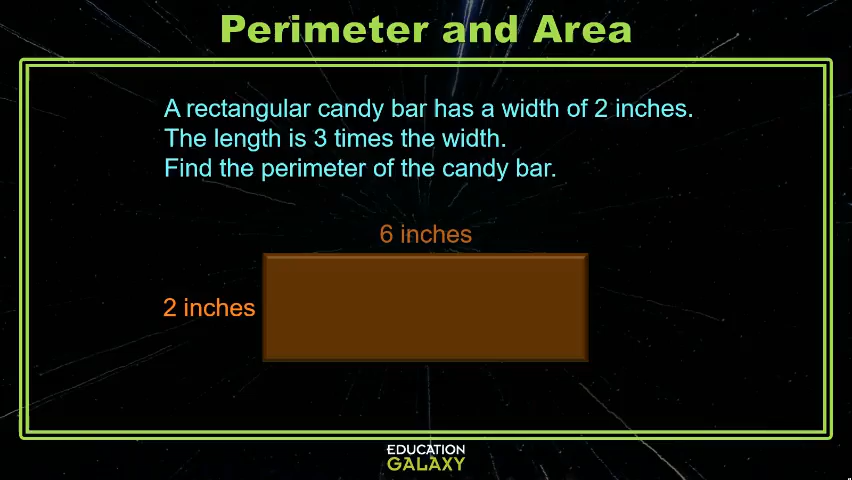 Perimeter and Area
A rectangular candy bar has a width of 2 inches.
The length is 3 times the width.
Find the perimeter of the candy bar.
6 inches
2 inches
EDUCATION
GALAXY